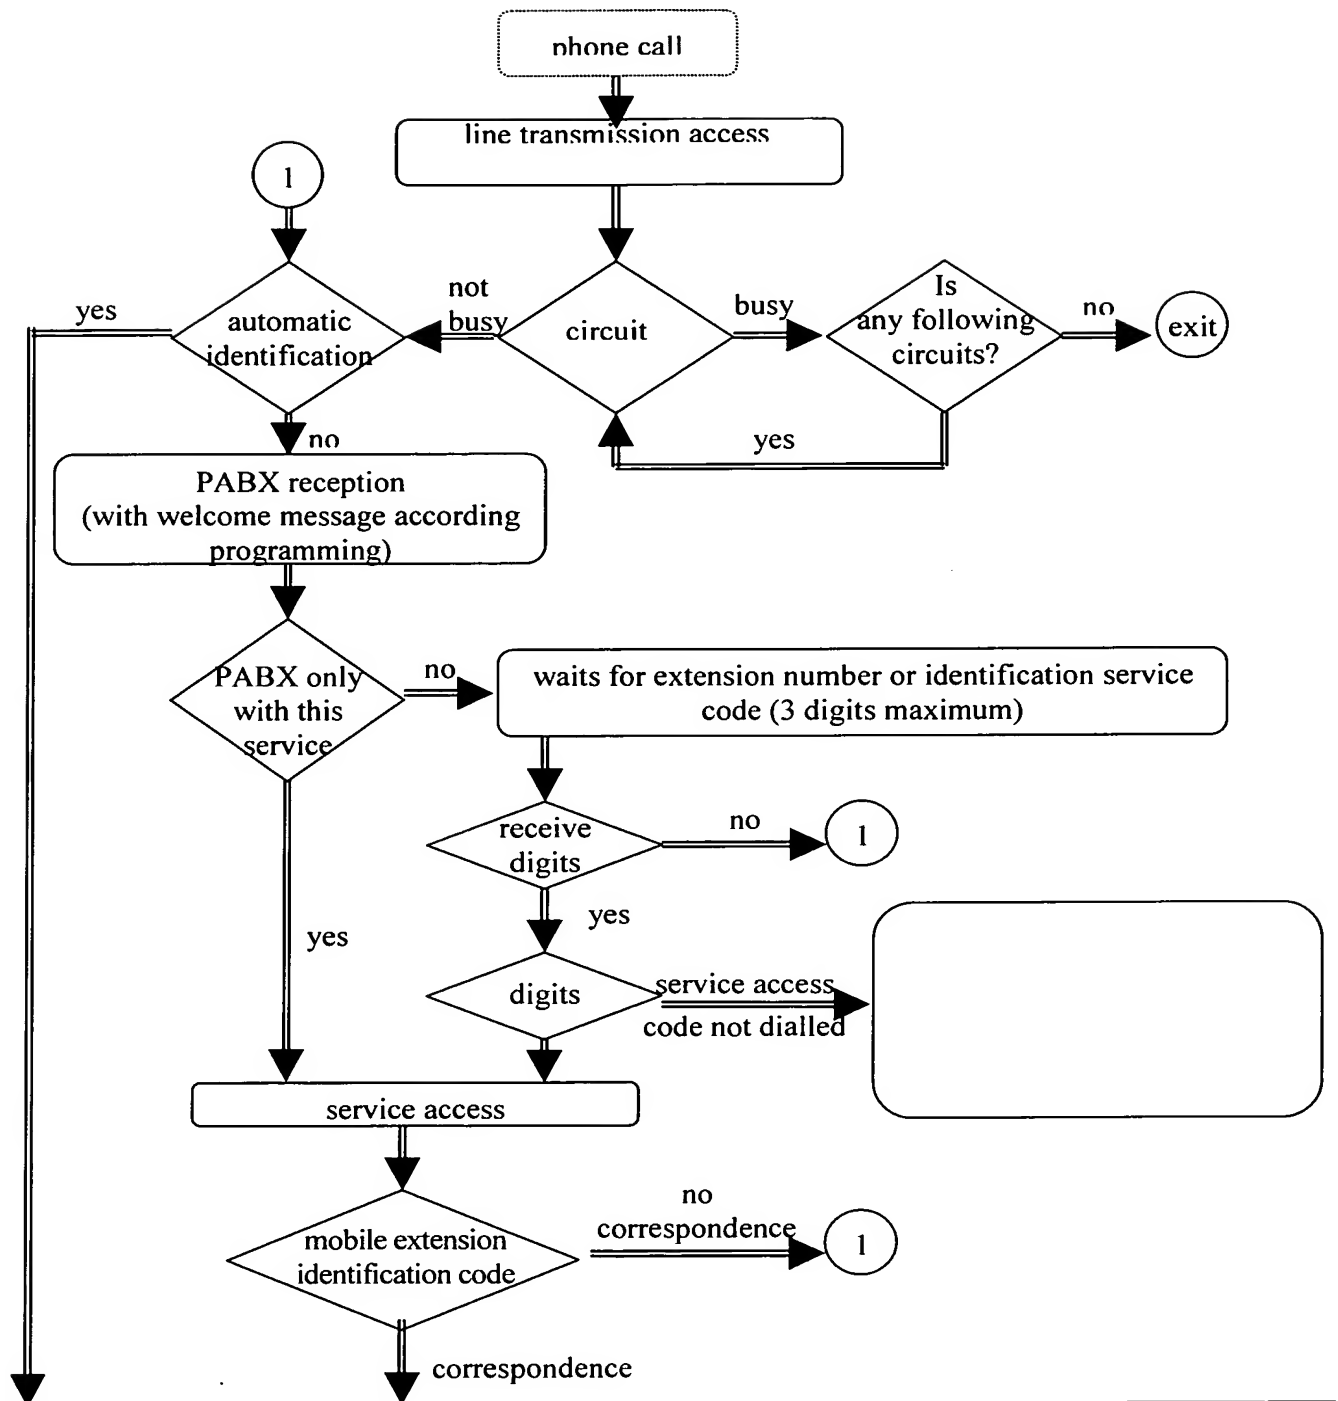 phone call
line transmission access
1
yes
automatic
identification
not
busy
circuit
busy
Is
any following
circuits?
no
exit
yes
no
PABX reception
(with welcome message according
programming)
PABX only
with this
service
no
waits for extension number or identification service
code (3 digits maximum)
receive
digits
no
1
yes
yes
digits
service access
code not dialled
service access
mobile extension
identification code
no
correspondence
1
correspondence